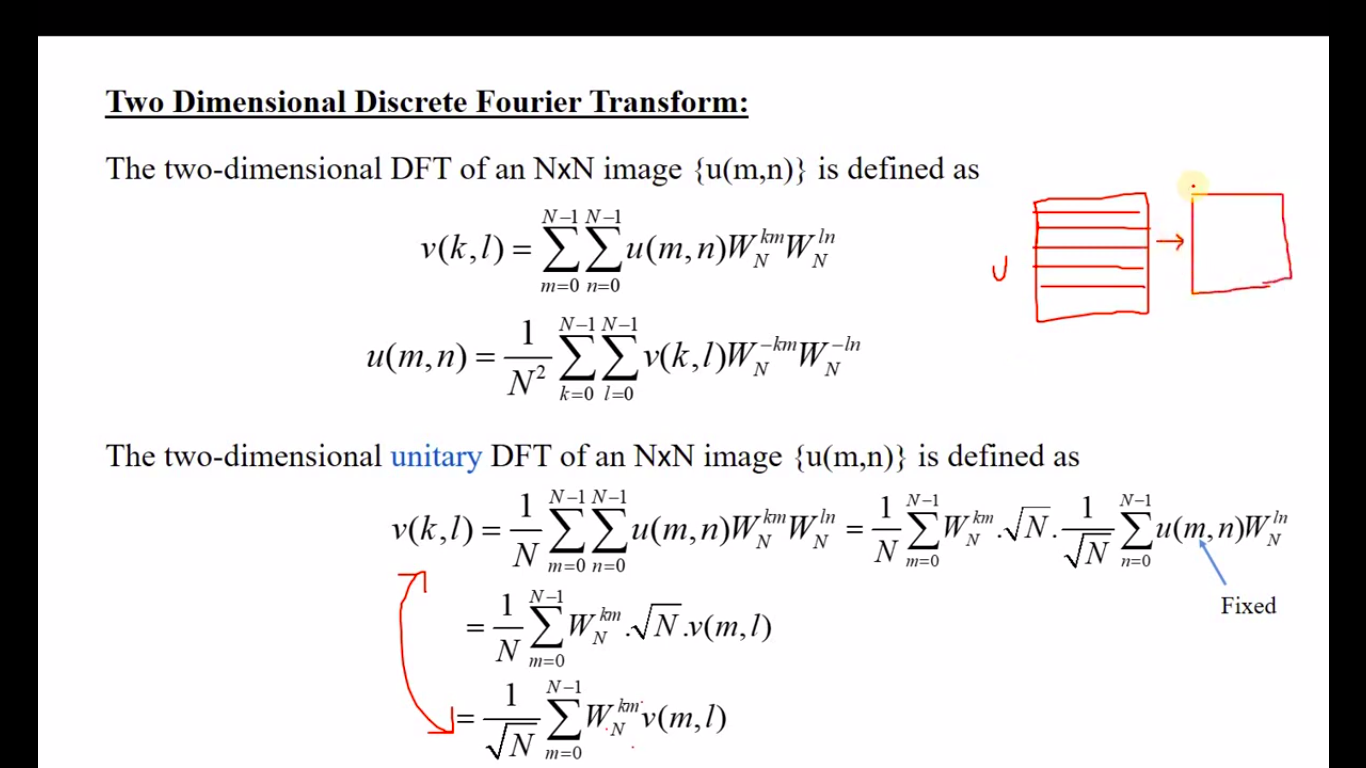 Two Dimensional Discrete Fourier Transform:
The two-dimensional DFT of an NxN image {u(m,n)} is defined as
v(k,l) = \sum_{m=0}^{N-1} \sum_{n=0}^{N-1} u(m,n) W_N^{km} W_N^{ln}
U
u(m,n) = \frac{1}{N^2} \sum_{k=0}^{N-1} \sum_{l=0}^{N-1} v(k,l) W_N^{-km} W_N^{-ln}
The two-dimensional unitary DFT of an NxN image {u(m,n)} is defined as
v(k,l) = \frac{1}{N} \sum_{m=0}^{N-1} \sum_{n=0}^{N-1} u(m,n) W_N^{km} W_N^{ln} = \frac{1}{N} \sum_{m=0}^{N-1} W_N^{km} . \sqrt{N} . \frac{1}{\sqrt{N}} \sum_{n=0}^{N-1} u(m,n) W_N^{ln}
Fixed
= \frac{1}{N} \sum_{m=0}^{N-1} W_N^{km} . \sqrt{N} . v(m,l)
= \frac{1}{\sqrt{N}} \sum_{m=0}^{N-1} W_N^{km} v(m,l)